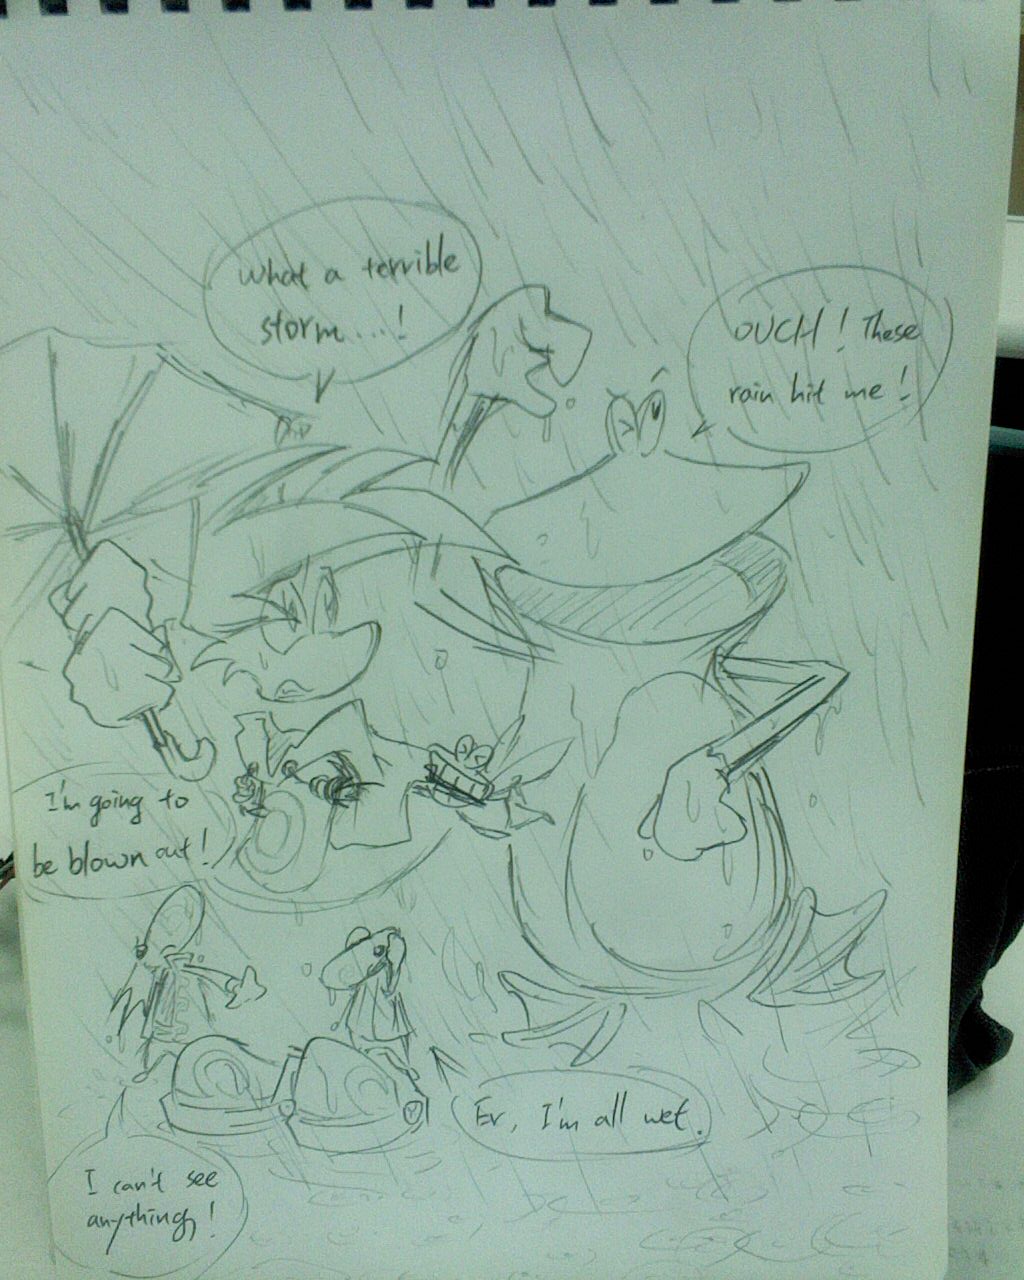 What a terrible
storm....!
OUCH! These
rain hit me!
I'm going to
be blown out!
Er, I'm all wet.
I can't see
anything!